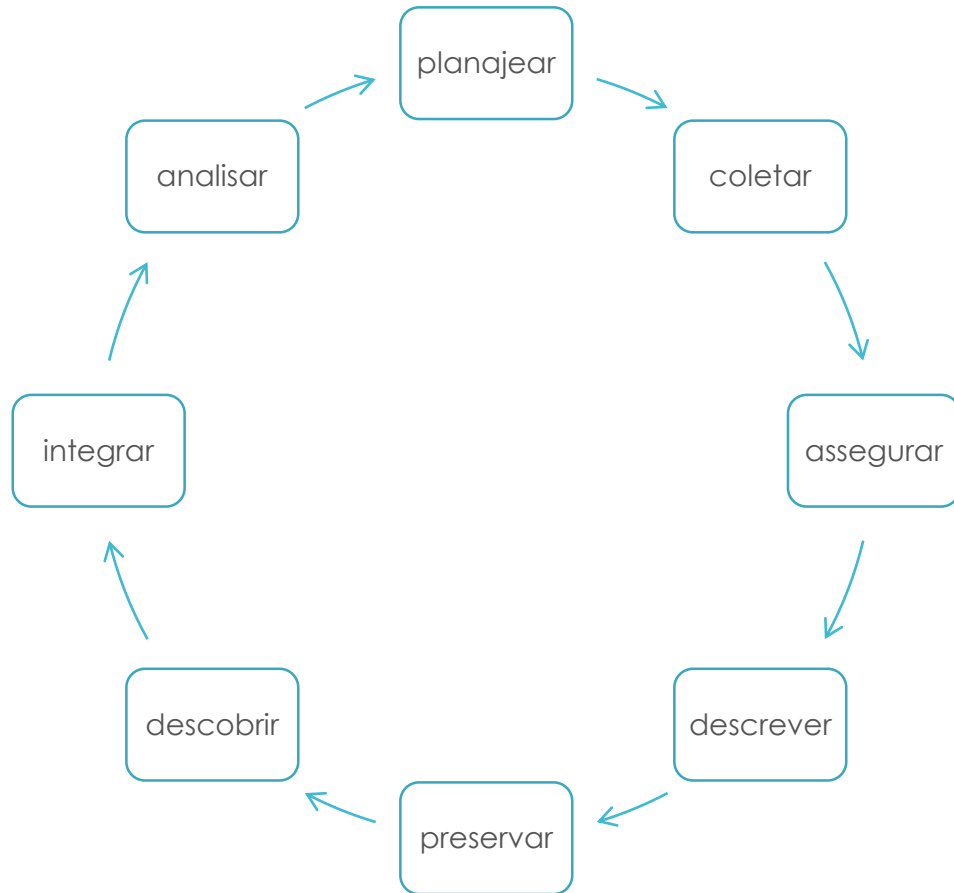 planajear
coletar
assegurar
descrever
preservar
descobrir
integrar
analisar